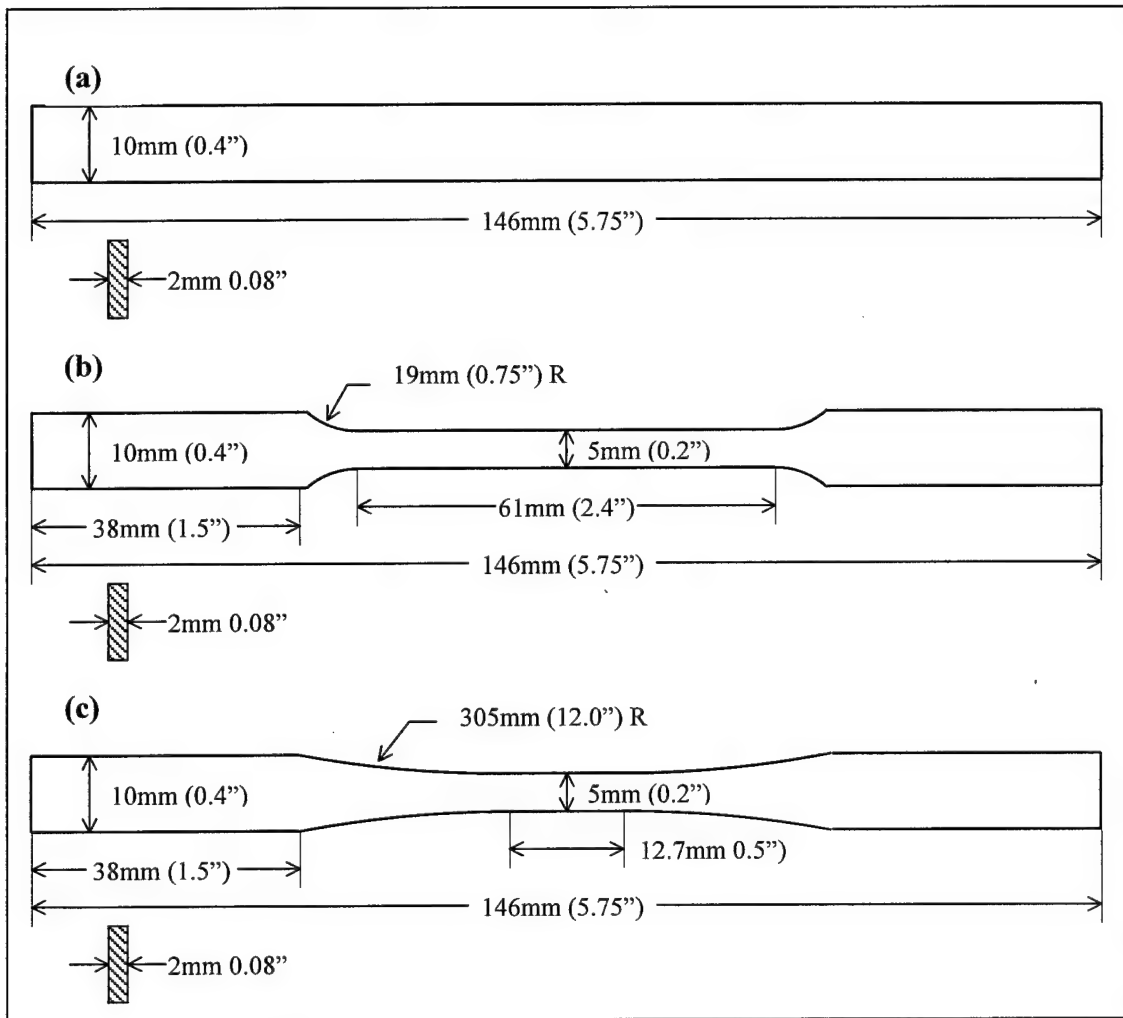 (a)
10mm (0.4”)
146mm (5.75”)
2mm 0.08”
(b)
19mm (0.75”) R
10mm (0.4”)
5mm (0.2”)
61mm (2.4”)
38mm (1.5”)
146mm (5.75”)
2mm 0.08”
(c)
305mm (12.0”) R
10mm (0.4”)
5mm (0.2”)
12.7mm 0.5”)
38mm (1.5”)
146mm (5.75”)
2mm 0.08”